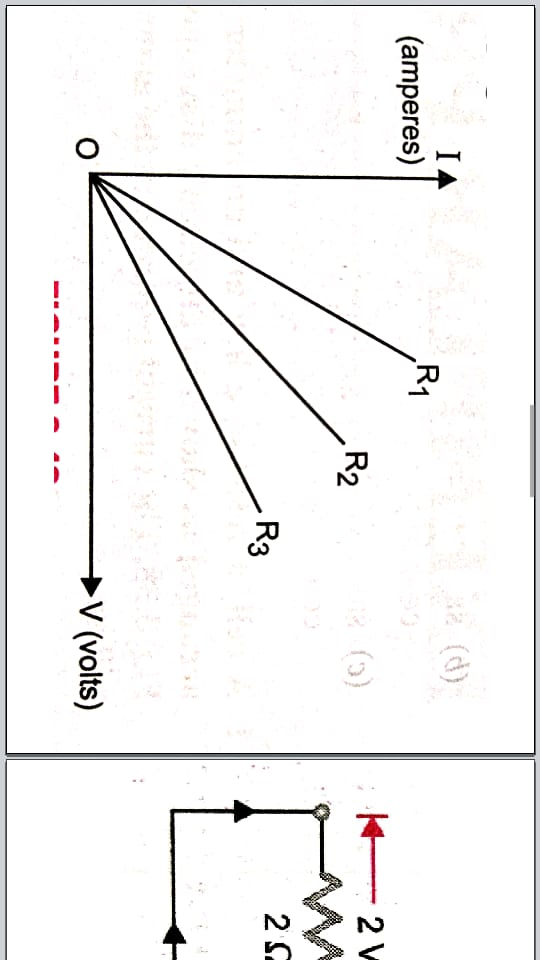 I
(amperes)
O
R1
R2
R3
V (volts)
2 V
2 Ω